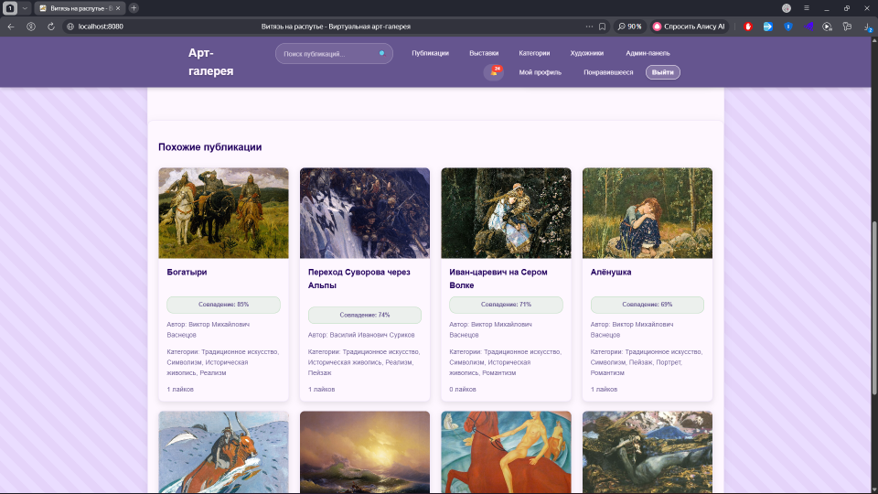 Витязь на распутье - В
localhost:8080
Витязь на распутье - Виртуальная арт-галерея
90%
Спросить Алису AI
Арт-
галерея
Поиск публикаций...
Публикации
Выставки
Категории
Художники
Админ-панель
Мой профиль
Понравившееся
Выйти
Похожие публикации
Богатыри
Совпадение: 85%
Автор: Виктор Михайлович
Васнецов
Категории: Традиционное искусство,
Символизм, Историческая
живопись, Реализм
1 лайков
Переход Суворова через
Альпы
Совпадение: 74%
Автор: Василий Иванович Суриков
Категории: Традиционное искусство,
Историческая живопись, Реализм,
Пейзаж
1 лайков
Иван-царевич на Сером
Волке
Совпадение: 71%
Автор: Виктор Михайлович
Васнецов
Категории: Традиционное искусство,
Символизм, Историческая
живопись, Романтизм
0 лайков
Алёнушка
Совпадение: 69%
Автор: Виктор Михайлович
Васнецов
Категории: Традиционное искусство,
Символизм, Пейзаж, Портрет,
Романтизм
1 лайков